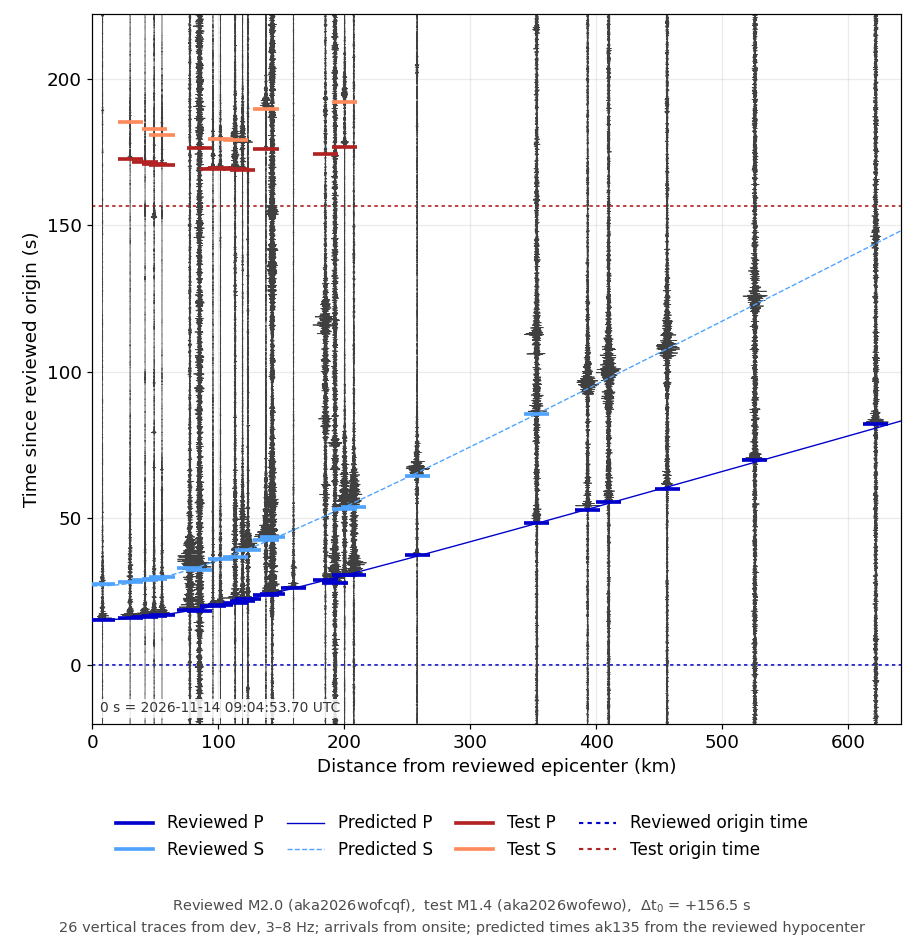 200
150
100
50
0
Time since reviewed origin (s)
0 s = 2026-11-14 09:04:53.70 UTC
0 100 200 300 400 500 600
Distance from reviewed epicenter (km)
Reviewed P Predicted P Test P Reviewed origin time
Reviewed S Predicted S Test S Test origin time
Reviewed M2.0 (aka2026wofcqf), test M1.4 (aka2026wofewo), Δt₀ = +156.5 s
26 vertical traces from dev, 3–8 Hz; arrivals from onsite; predicted times ak135 from the reviewed hypocenter